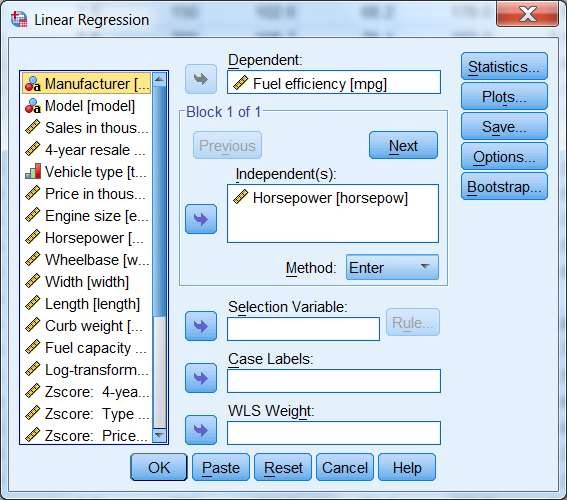 Linear Regression
Dependent:
Fuel efficiency [mpg]
Block 1 of 1
Previous
Next
Independent(s):
Horsepower [horsepow]
Method:
Enter
Selection Variable:
Rule...
Case Labels:
WLS Weight:
Manufacturer [...
Model [model]
Sales in thous...
4-year resale
Vehicle type [t...
Price in thous...
Engine size [e...
Horsepower [...
Wheelbase [w...
Width [width]
Length [length]
Curb weight [...
Fuel capacity
Log-transform...
Zscore: 4-yea...
Zscore: Type
Zscore: Price...
Statistics...
Plots...
Save...
Options...
Bootstrap...
OK
Paste
Reset
Cancel
Help